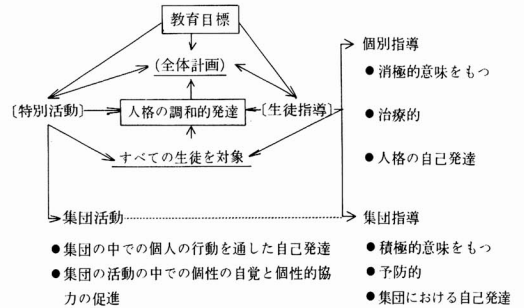 教育目標
(全体計画)
個別指導
●消極的意味をもつ
〔特別活動〕
人格の調和的発達
〔生徒指導〕
●治療的
すべての生徒を対象
●人格の自己発達
集団活動
集団指導
●集団の中での個人の行動を通した自己発達
●集団の活動の中での個性の自覚と個性的協
力の促進
●積極的意味をもつ
●予防的
●集団における自己発達